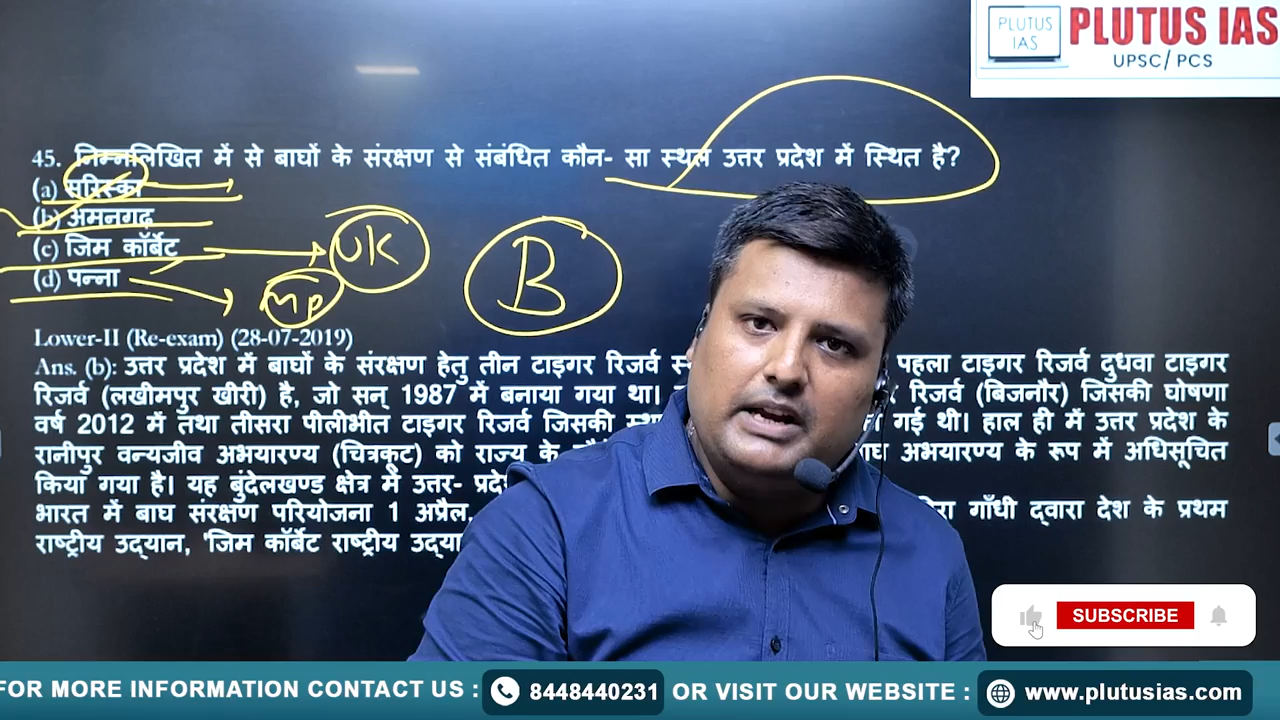 PLUTUS IAS
PLUTUS IAS
UPSC/ PCS
45. निम्नलिखित में से बाघों के संरक्षण से संबंधित कौन- सा स्थल उत्तर प्रदेश में स्थित है?
(a) सरिस्का
(b) अमनगढ़
(c) जिम कॉर्बेट
UK
(d) पन्ना
MP
B
Lower-II (Re-exam) (28-07-2019)
Ans. (b): उत्तर प्रदेश में बाघों के संरक्षण हेतु तीन टाइगर रिजर्व पहला टाइगर रिजर्व दुधवा टाइगर
रिजर्व (लखीमपुर खीरी) है, जो सन् 1987 में बनाया गया था। रिजर्व (बिजनौर) जिसकी घोषणा
वर्ष 2012 में तथा तीसरा पीलीभीत टाइगर रिजर्व जिसकी गई थी। हाल ही में उत्तर प्रदेश के
रानीपुर वन्यजीव अभयारण्य (चित्रकूट) को राज्य के अभयारण्य के रूप में अधिसूचित
किया गया है। यह बुंदेलखण्ड क्षेत्र में उत्तर-
भारत में बाघ संरक्षण परियोजना 1 अप्रैल, गाँधी द्वारा देश के प्रथम
राष्ट्रीय उद्यान, 'जिम कॉर्बेट राष्ट्रीय
SUBSCRIBE
FOR MORE INFORMATION CONTACT US : 8448440231 OR VISIT OUR WEBSITE : www.plutusias.com